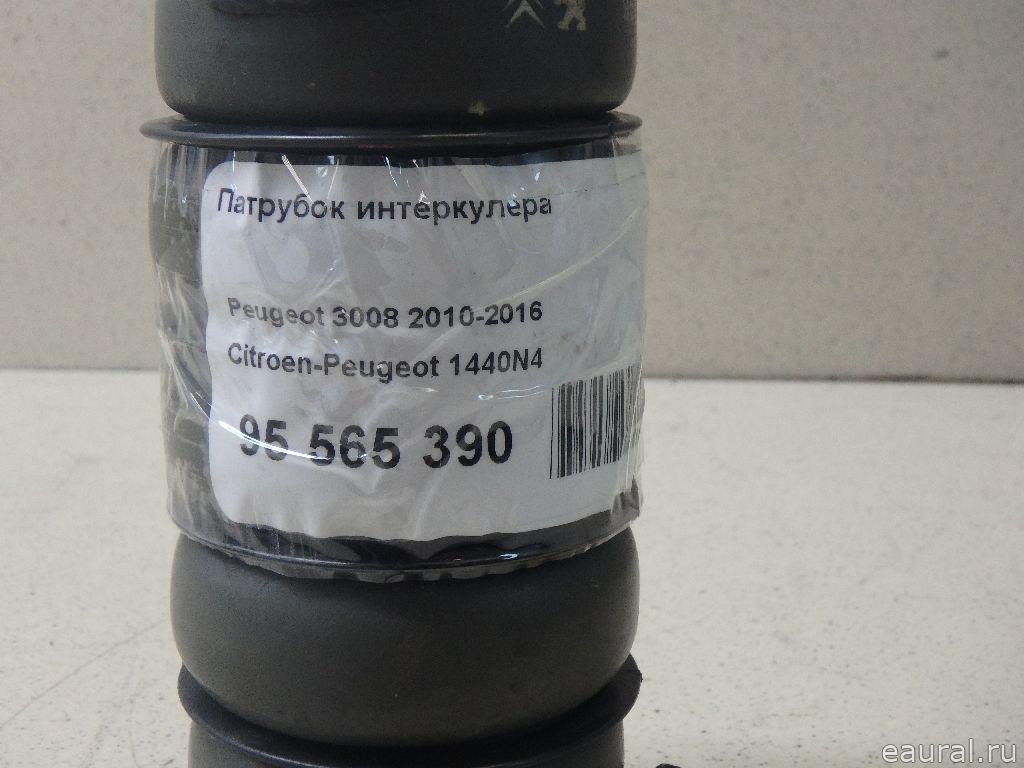 Патрубок интеркулера
Peugeot 3008 2010-2016
Citroen-Peugeot 1440N4
95 565 390
eaural.ru